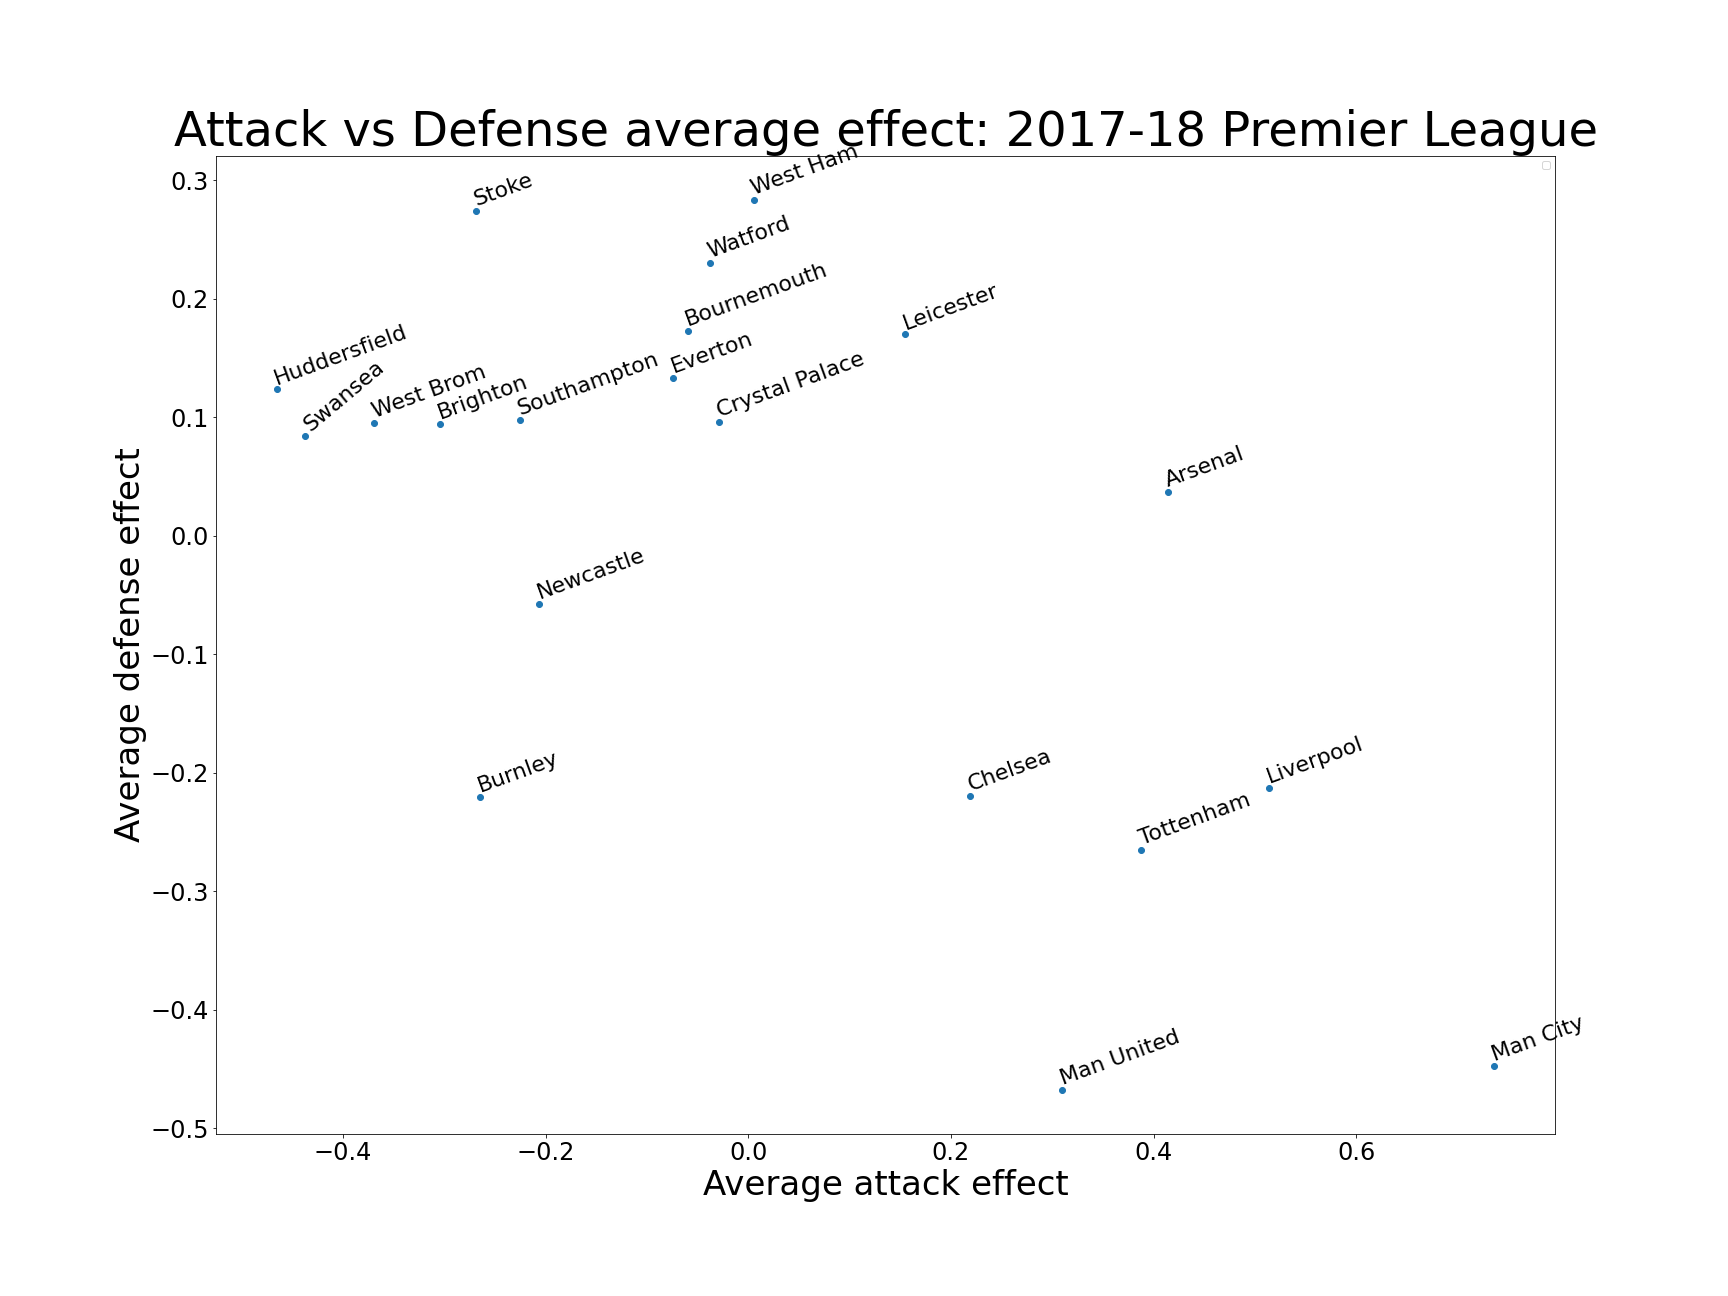 Attack vs Defense average effect: 2017-18 Premier League
West Ham
Stoke
Watford
Bournemouth
Leicester
Huddersfield
Everton
Swansea
West Brom
Brighton
Southampton
Crystal Palace
Arsenal
Newcastle
Burnley
Chelsea
Liverpool
Tottenham
Man United
Man City
0.3
0.2
0.1
0.0
−0.1
−0.2
−0.3
−0.4
−0.5
Average defense effect
−0.4 −0.2 0.0 0.2 0.4 0.6
Average attack effect